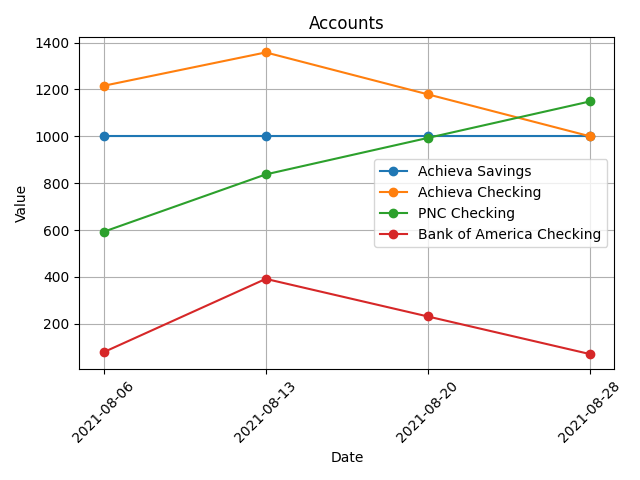 Accounts
1400
1200
1000
800
600
400
200
Value
Achieva Savings
Achieva Checking
PNC Checking
Bank of America Checking
2021-08-06
2021-08-13
2021-08-20
2021-08-28
Date